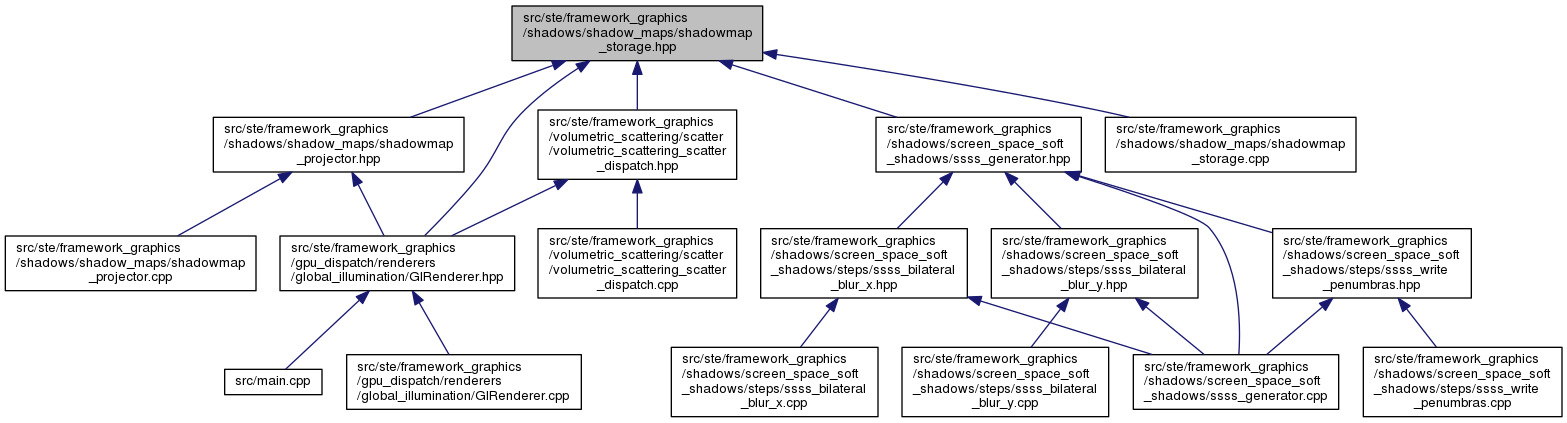 src/ste/framework_graphics
/shadows/shadow_maps/shadowmap
_storage.hpp
src/ste/framework_graphics
/shadows/shadow_maps/shadowmap
_projector.hpp
src/ste/framework_graphics
/volumetric_scattering/scatter
/volumetric_scattering_scatter
_dispatch.hpp
src/ste/framework_graphics
/shadows/screen_space_soft
_shadows/ssss_generator.hpp
src/ste/framework_graphics
/shadows/shadow_maps/shadowmap
_storage.cpp
src/ste/framework_graphics
/shadows/shadow_maps/shadowmap
_projector.cpp
src/ste/framework_graphics
/gpu_dispatch/renderers
/global_illumination/GIRenderer.hpp
src/ste/framework_graphics
/volumetric_scattering/scatter
/volumetric_scattering_scatter
_dispatch.cpp
src/ste/framework_graphics
/shadows/screen_space_soft
_shadows/steps/ssss_bilateral
_blur_x.hpp
src/ste/framework_graphics
/shadows/screen_space_soft
_shadows/steps/ssss_bilateral
_blur_y.hpp
src/ste/framework_graphics
/shadows/screen_space_soft
_shadows/steps/ssss_write
_penumbras.hpp
src/main.cpp
src/ste/framework_graphics
/gpu_dispatch/renderers
/global_illumination/GIRenderer.cpp
src/ste/framework_graphics
/shadows/screen_space_soft
_shadows/steps/ssss_bilateral
_blur_x.cpp
src/ste/framework_graphics
/shadows/screen_space_soft
_shadows/steps/ssss_bilateral
_blur_y.cpp
src/ste/framework_graphics
/shadows/screen_space_soft
_shadows/ssss_generator.cpp
src/ste/framework_graphics
/shadows/screen_space_soft
_shadows/steps/ssss_write
_penumbras.cpp